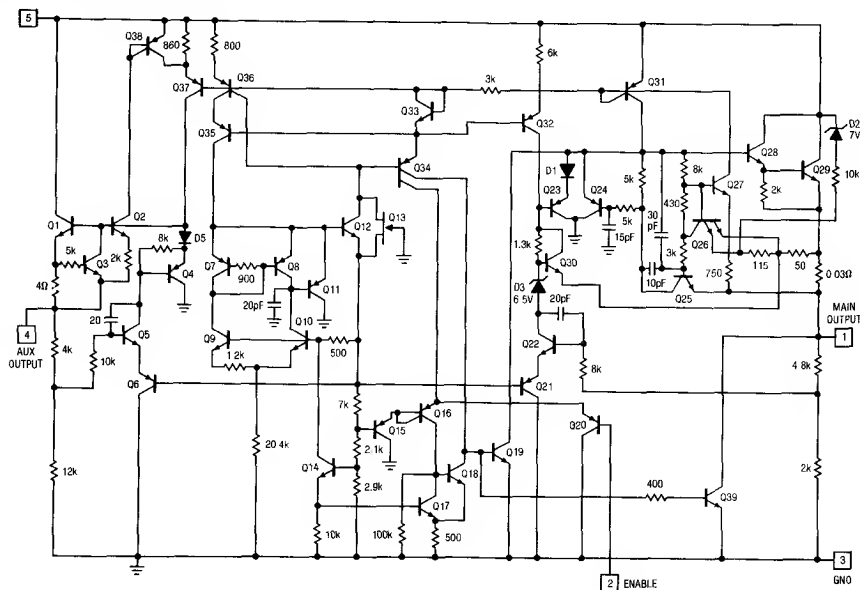 5
Q38
860
800
6k
Q37
Q36
3k
Q31
D2
7V
Q33
Q35
Q32
Q28
Q29
10k
Q34
D1
8k
Q27
2k
5k
Q23
Q24
430
30
pF
Q1
Q2
Q12
Q13
5k
Q26
8k
D5
1.3k
15pF
3k
5k
Q3
2k
Q4
Q7
Q8
Q30
115
50
4Ω
900
Q11
D3
6 5V
10pF
Q25
750
0.03Ω
20pF
20pF
4
AUX
OUTPUT
20
Q5
Q9
Q10
500
Q22
MAIN
OUTPUT
1
4k
10k
1 2k
8k
4 8k
Q6
Q21
7k
Q16
Q20
Q15
20 4k
2.1k
Q19
Q14
Q18
12k
2.9k
400
2k
Q17
Q39
10k
100k
500
2
ENABLE
3
GND